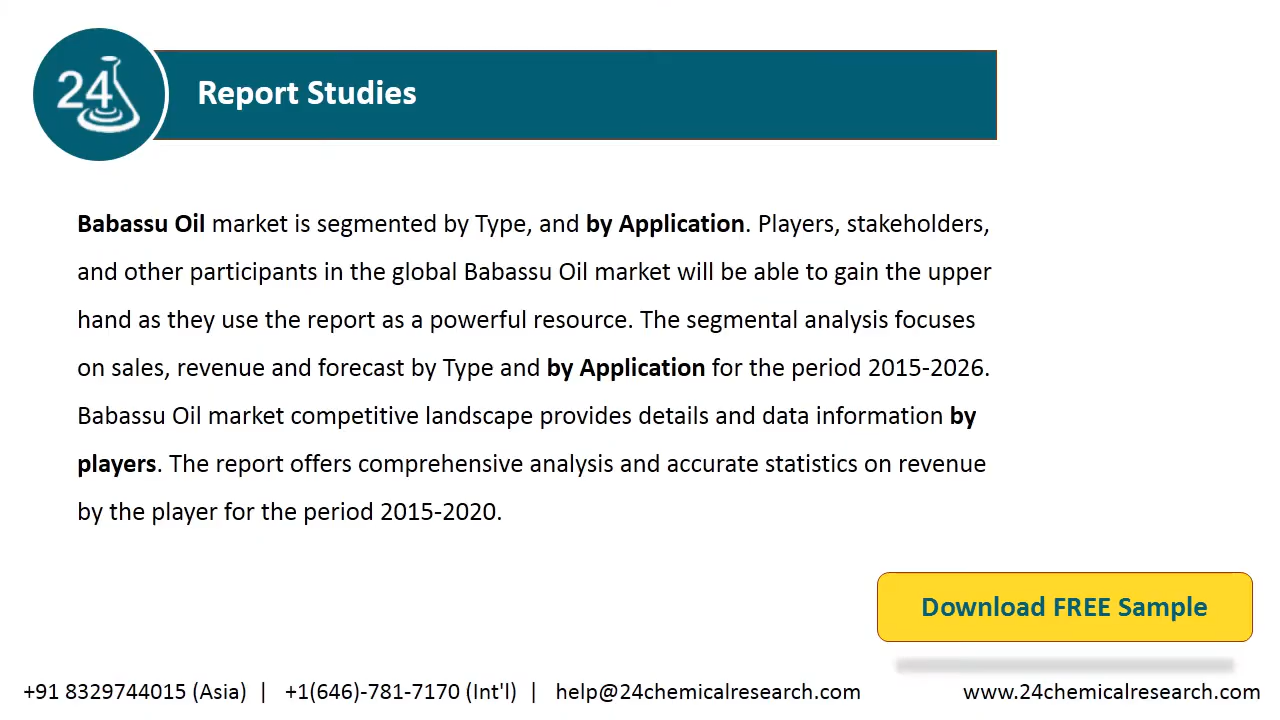 24
Report Studies
Babassu Oil market is segmented by Type, and by Application. Players, stakeholders,
and other participants in the global Babassu Oil market will be able to gain the upper
hand as they use the report as a powerful resource. The segmental analysis focuses
on sales, revenue and forecast by Type and by Application for the period 2015-2026.
Babassu Oil market competitive landscape provides details and data information by
players. The report offers comprehensive analysis and accurate statistics on revenue
by the player for the period 2015-2020.
Download FREE Sample
+91 8329744015 (Asia) | +1(646)-781-7170 (Int'l) | help@24chemicalresearch.com www.24chemicalresearch.com